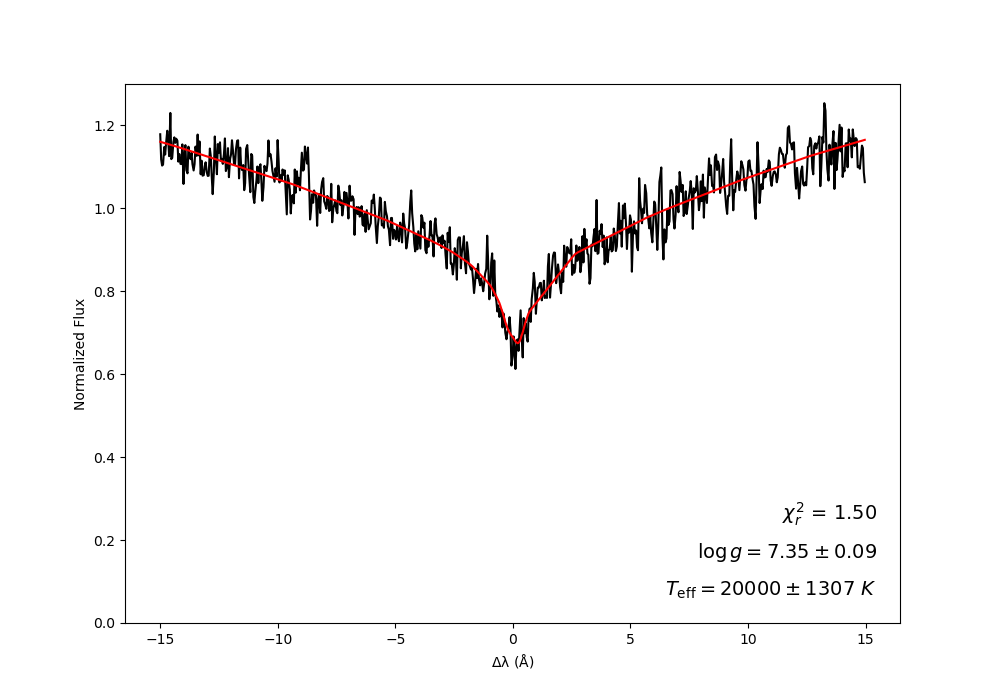 Normalized Flux
1.2
1.0
0.8
0.6
0.4
0.2
0.0
χ²ᵣ = 1.50
log g = 7.35 ± 0.09
T_eff = 20000 ± 1307 K
−15 −10 −5 0 5 10 15
Δλ (Å)